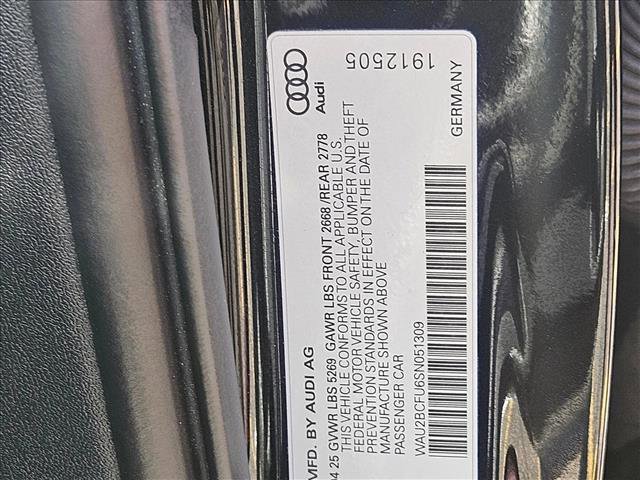 Audi
1912505
MFD. BY AUDI AG
4 25 GVWR LBS 5269 GAWR LBS FRONT 2668 /REAR 2778
THIS VEHICLE CONFORMS TO ALL APPLICABLE U.S.
FEDERAL MOTOR VEHICLE SAFETY, BUMPER AND THEFT
PREVENTION STANDARDS IN EFFECT ON THE DATE OF
MANUFACTURE SHOWN ABOVE
PASSENGER CAR
WAU2BCFU6SN051309
GERMANY